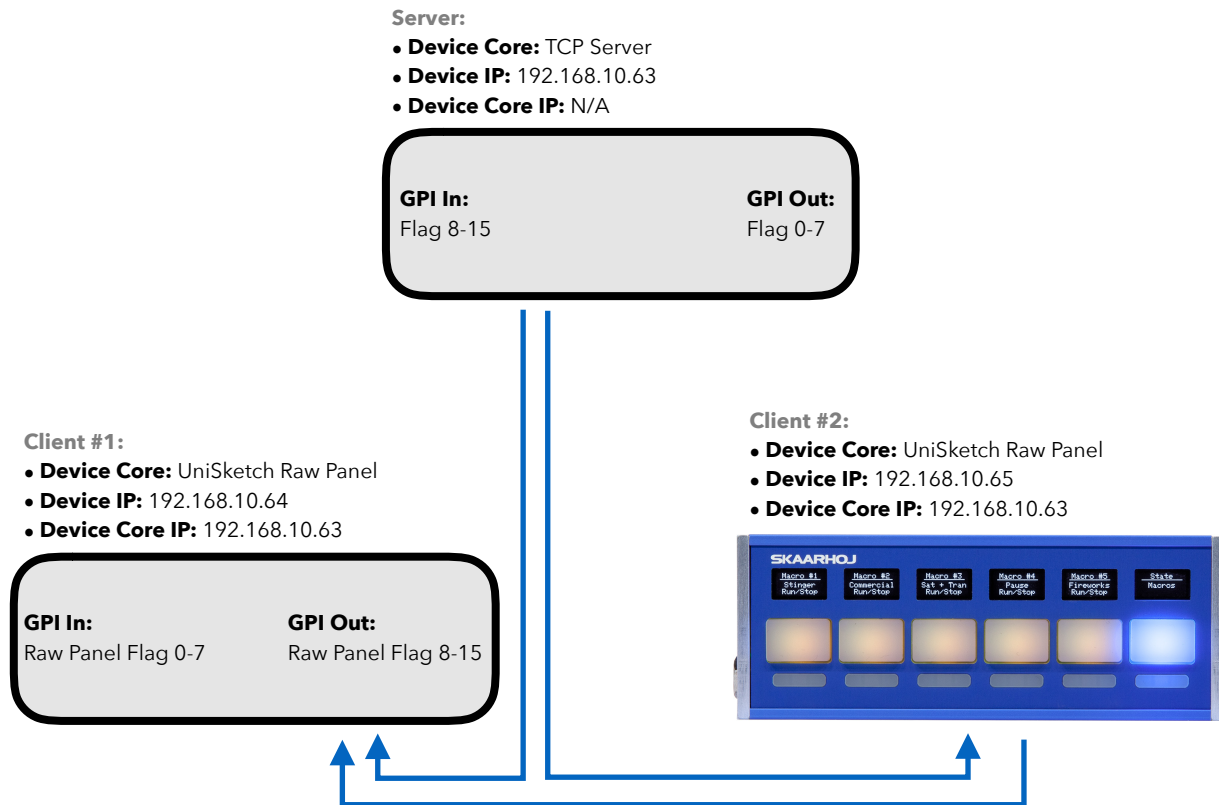 Server:
• Device Core: TCP Server
• Device IP: 192.168.10.63
• Device Core IP: N/A
GPI In:
Flag 8-15
GPI Out:
Flag 0-7
Client #1:
• Device Core: UniSketch Raw Panel
• Device IP: 192.168.10.64
• Device Core IP: 192.168.10.63
GPI In:
Raw Panel Flag 0-7
GPI Out:
Raw Panel Flag 8-15
Client #2:
• Device Core: UniSketch Raw Panel
• Device IP: 192.168.10.65
• Device Core IP: 192.168.10.63
SKAARHOJ
Macro #1
Stinger
Run/Stop
Macro #2
Commercial
Run/Stop
Macro #3
Sat + Tran
Run/Stop
Macro #4
Pause
Run/Stop
Macro #5
Fireworks
Run/Stop
State
Macros